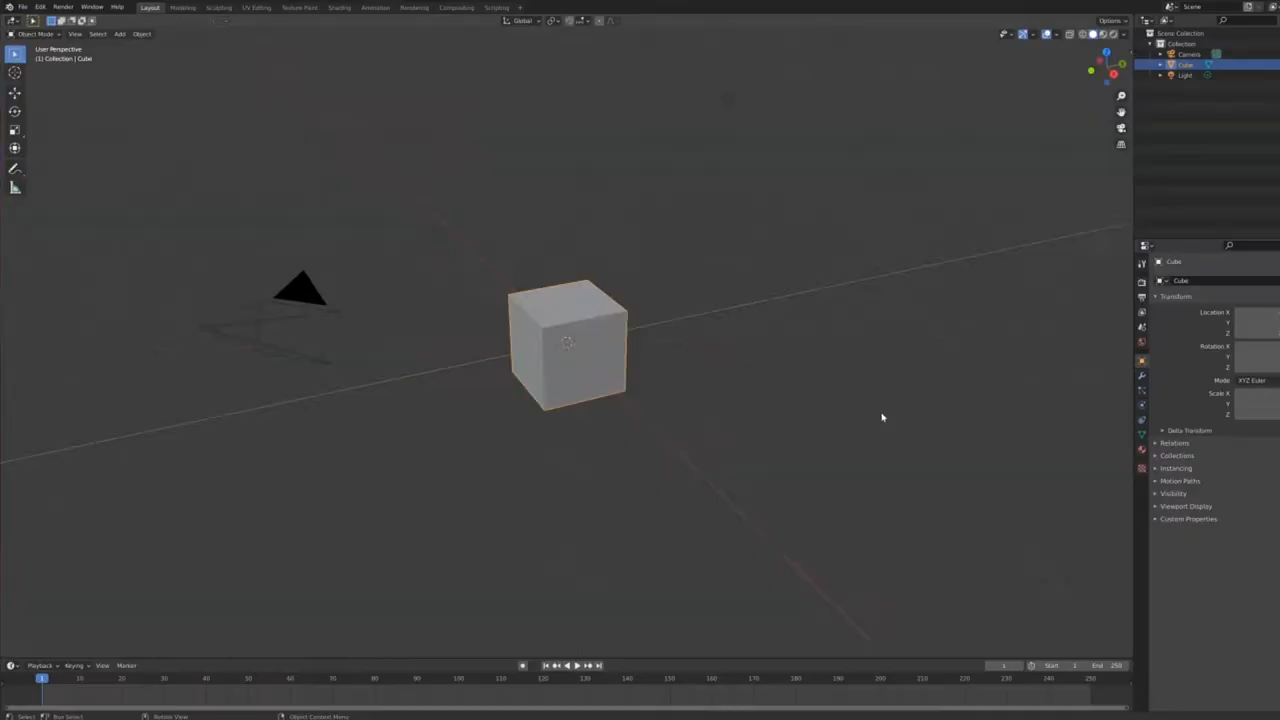 File Edit Render Window Help Layout Modeling Sculpting UV Editing Texture Paint Shading Animation Rendering Compositing Scripting + Scene
Global Options
Object Mode View Select Add Object
User Perspective
(1) Collection | Cube
Scene Collection
Collection
Camera
Cube
Light
Cube
Cube
Transform
Location X
Y
Z
Rotation X
Y
Z
Mode XYZ Euler
Scale X
Y
Z
Delta Transform
Relations
Collections
Instancing
Motion Paths
Visibility
Viewport Display
Custom Properties
Playback Keying View Marker 1 Start 1 End 250
1 10 20 30 40 50 60 70 80 90 100 110 120 130 140 150 160 170 180 190 200 210 220 230 240 250
Select Box Select Rotate View Object Context Menu